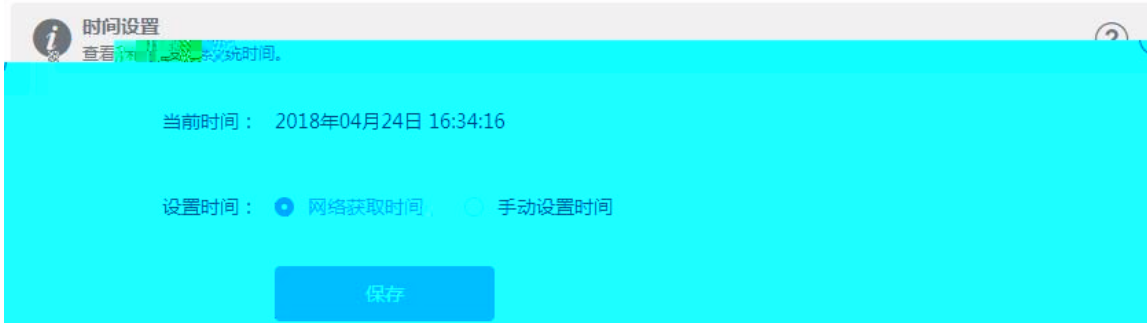 时间设置
查看 系统时间。
当前时间： 2018年04月24日 16:34:16
设置时间： 网络获取时间 手动设置时间
保存